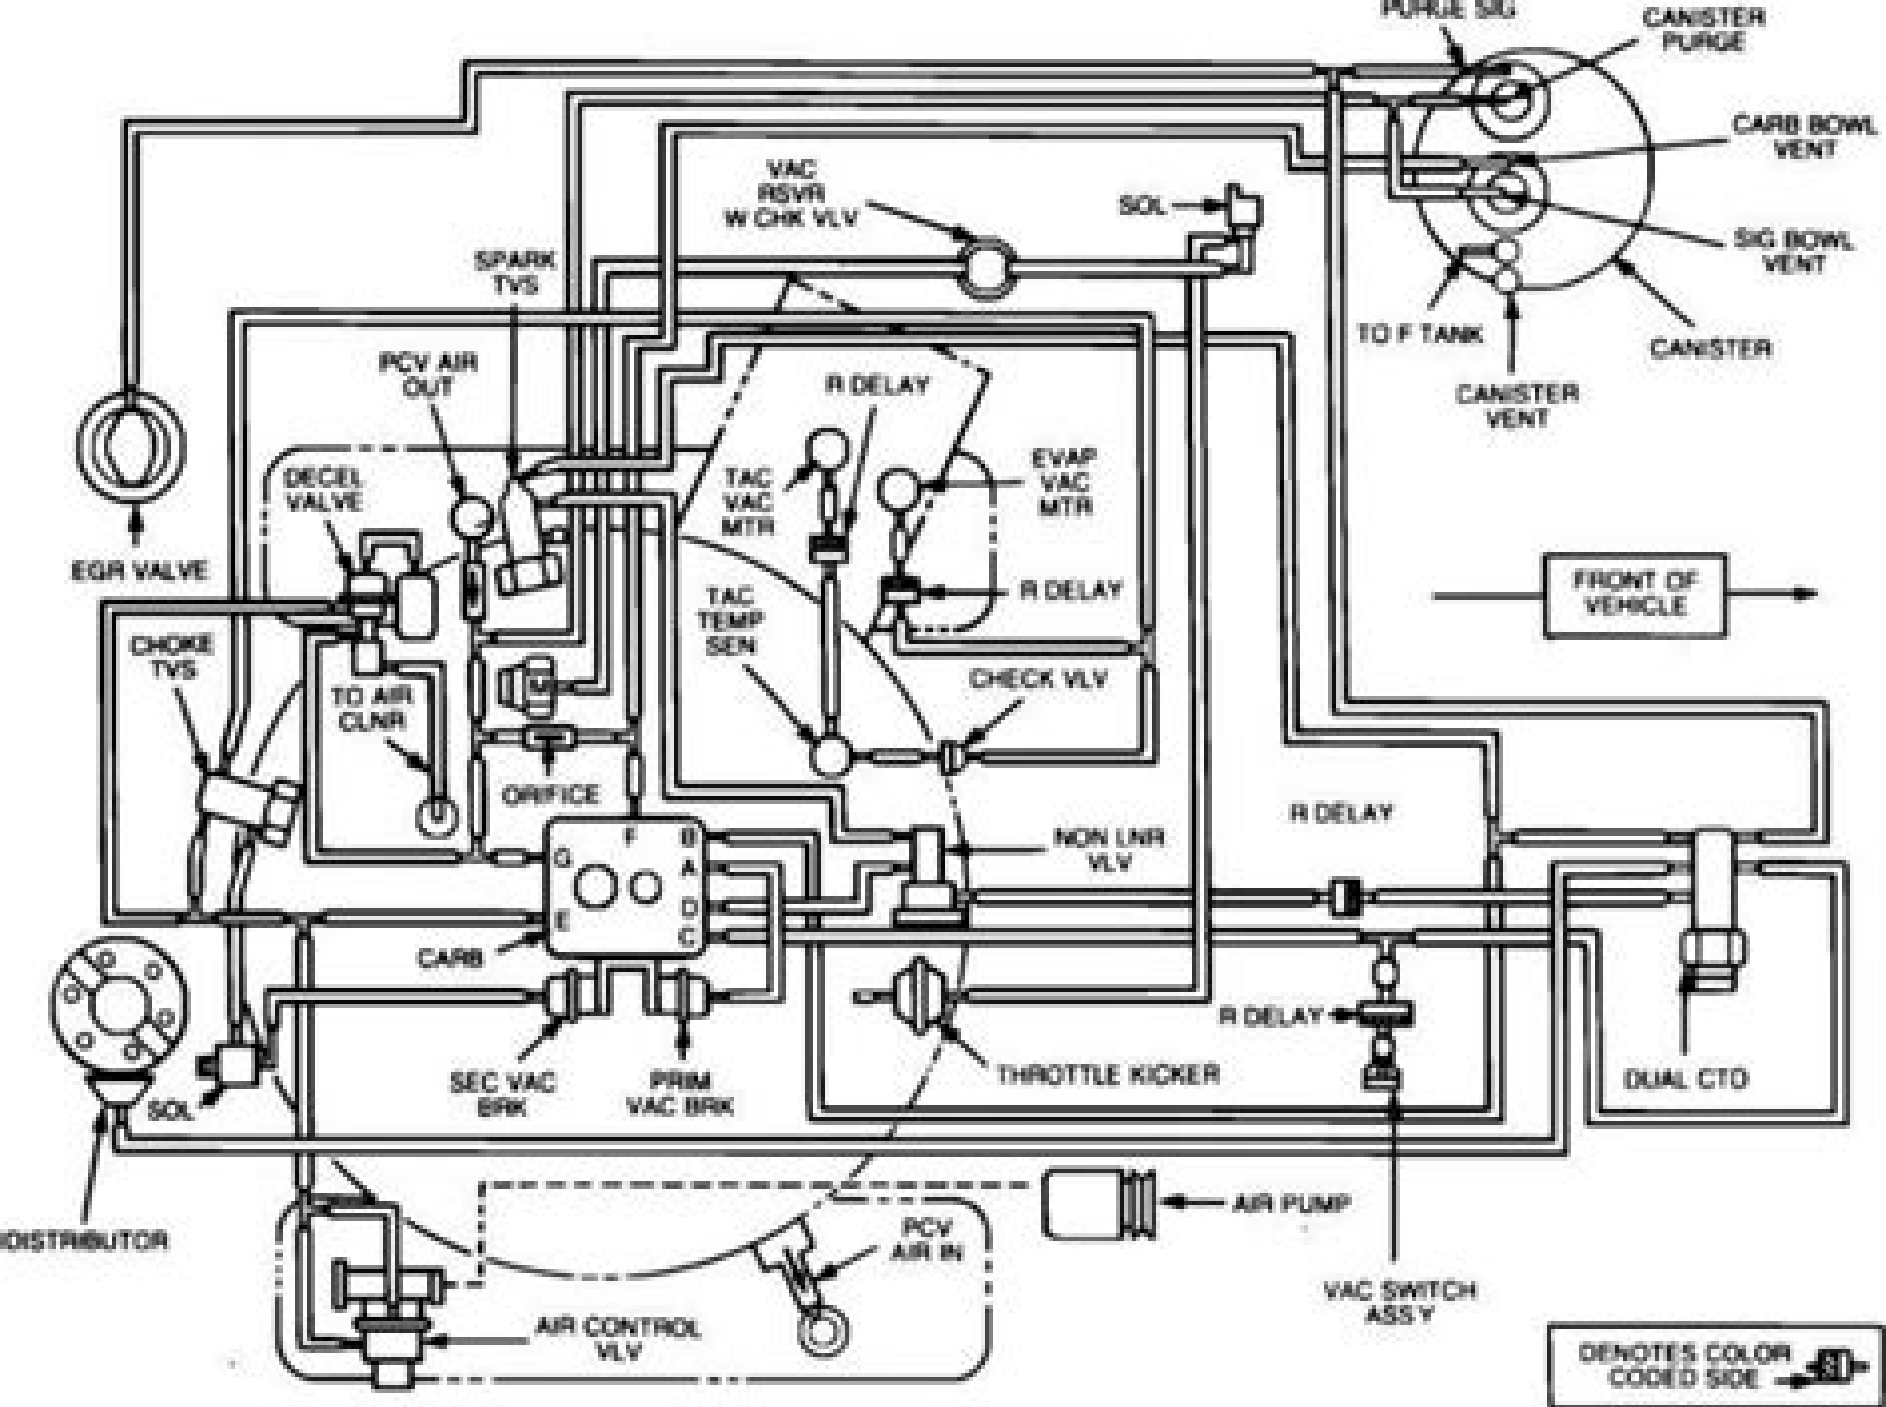 PURGE SIG
CANISTER
PURGE
CARB BOWL
VENT
VAC
RSVR
W CHK VLV
SOL
SIG BOWL
VENT
SPARK
TVS
TO F TANK
CANISTER
CANISTER
VENT
PCV AIR
OUT
R DELAY
DECEL
VALVE
TAC
VAC
MTR
EVAP
VAC
MTR
EGR VALVE
R DELAY
FRONT OF
VEHICLE
CHOKE
TVS
TAC
TEMP
SEN
TO AIR
CLNR
M
CHECK VLV
ORIFICE
R DELAY
NON LNR
VLV
F
B
G
A
D
E
C
CARB
R DELAY
THROTTLE KICKER
DUAL CTO
SEC VAC
BRK
PRIM
VAC BRK
SOL
DISTRIBUTOR
AIR PUMP
PCV
AIR IN
VAC SWITCH
ASSY
AIR CONTROL
VLV
DENOTES COLOR
CODED SIDE